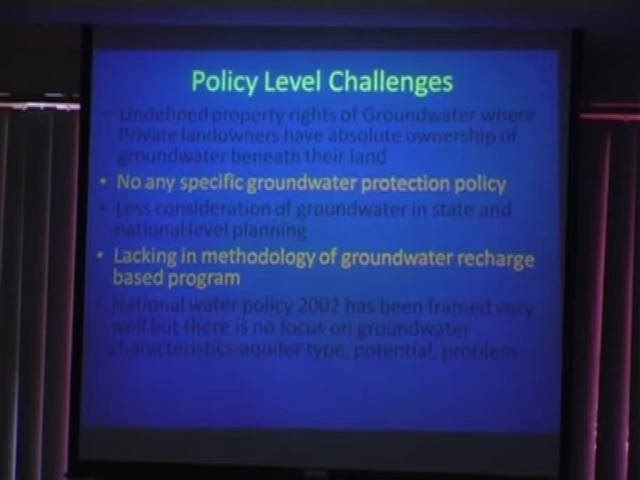 Policy Level Challenges
• Undefined property rights of Groundwater where
Private landowners have absolute ownership of
groundwater beneath their land
• No any specific groundwater protection policy
• Less consideration of groundwater in state and
national level planning
• Lacking in methodology of groundwater recharge
based program
• National water policy 2002 has been framed very
well but there is no focus on groundwater
characteristics-aquifer type, potential, problem